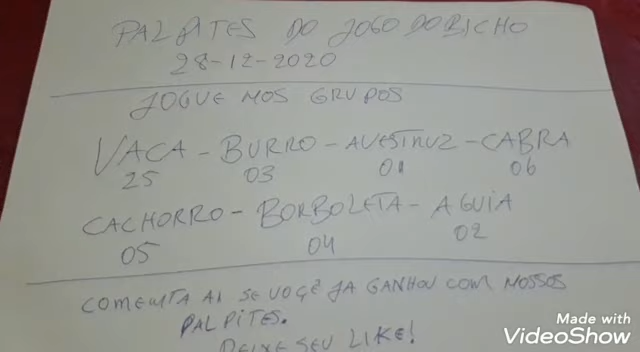 PALPITES DO JOGO DO BICHO
28-12-2020
JOGUE NOS GRUPOS
VACA - BURRO - AVESTRUZ - CABRA
25 03 01 06
CACHORRO - BORBOLETA - AGUIA
05 04 02
COMENTA AI SE VOCÊ JA GANHOU COM NOSSOS
PALPITES.
DEIXE SEU LIKE!
Made with
VideoShow